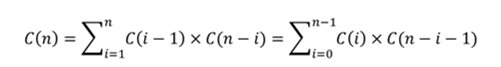 C(n) = ∑_{i=1}^{n} C(i − 1) × C(n − i) = ∑_{i=0}^{n−1} C(i) × C(n − i − 1)